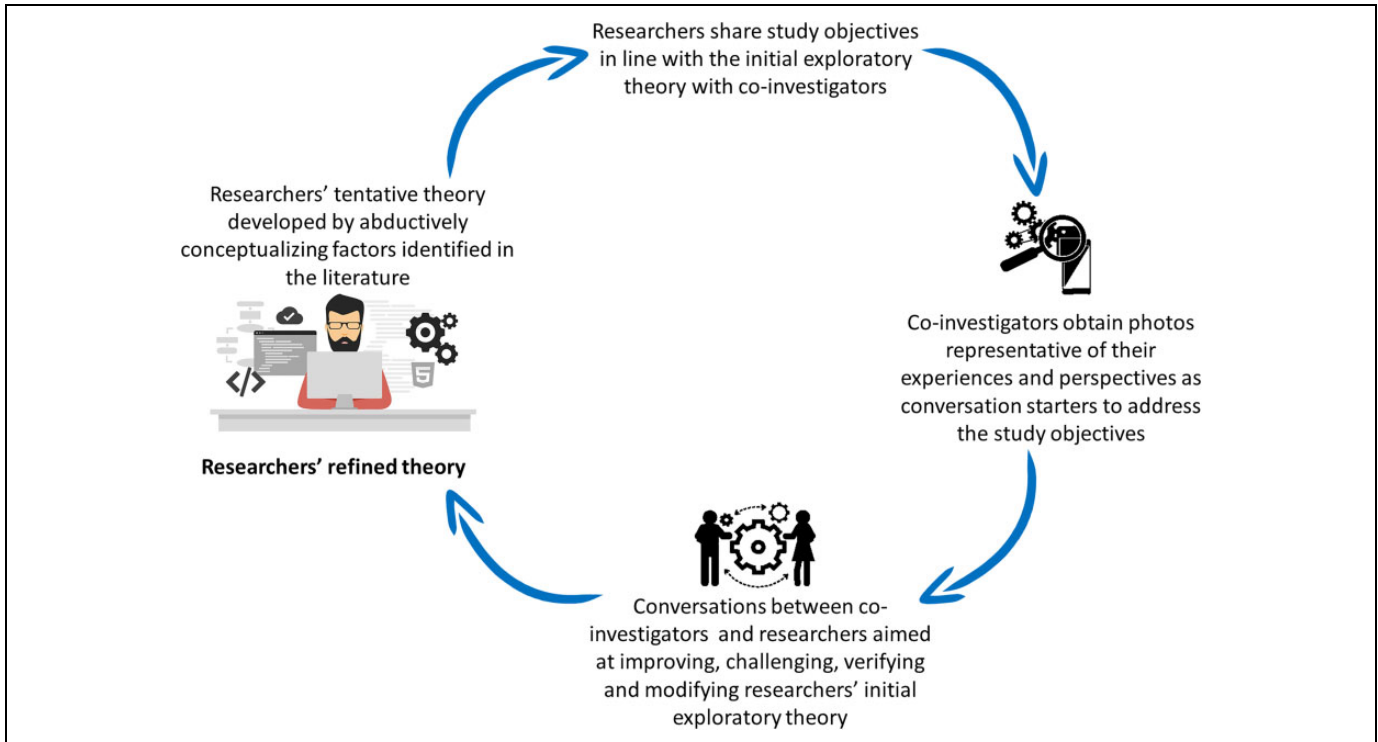 Researchers share study objectives
in line with the initial exploratory
theory with co-investigators
Researchers’ tentative theory
developed by abductively
conceptualizing factors identified in
the literature
</>
5
Researchers’ refined theory
Co-investigators obtain photos
representative of their
experiences and perspectives as
conversation starters to address
the study objectives
Conversations between co-
investigators and researchers aimed
at improving, challenging, verifying
and modifying researchers’ initial
exploratory theory